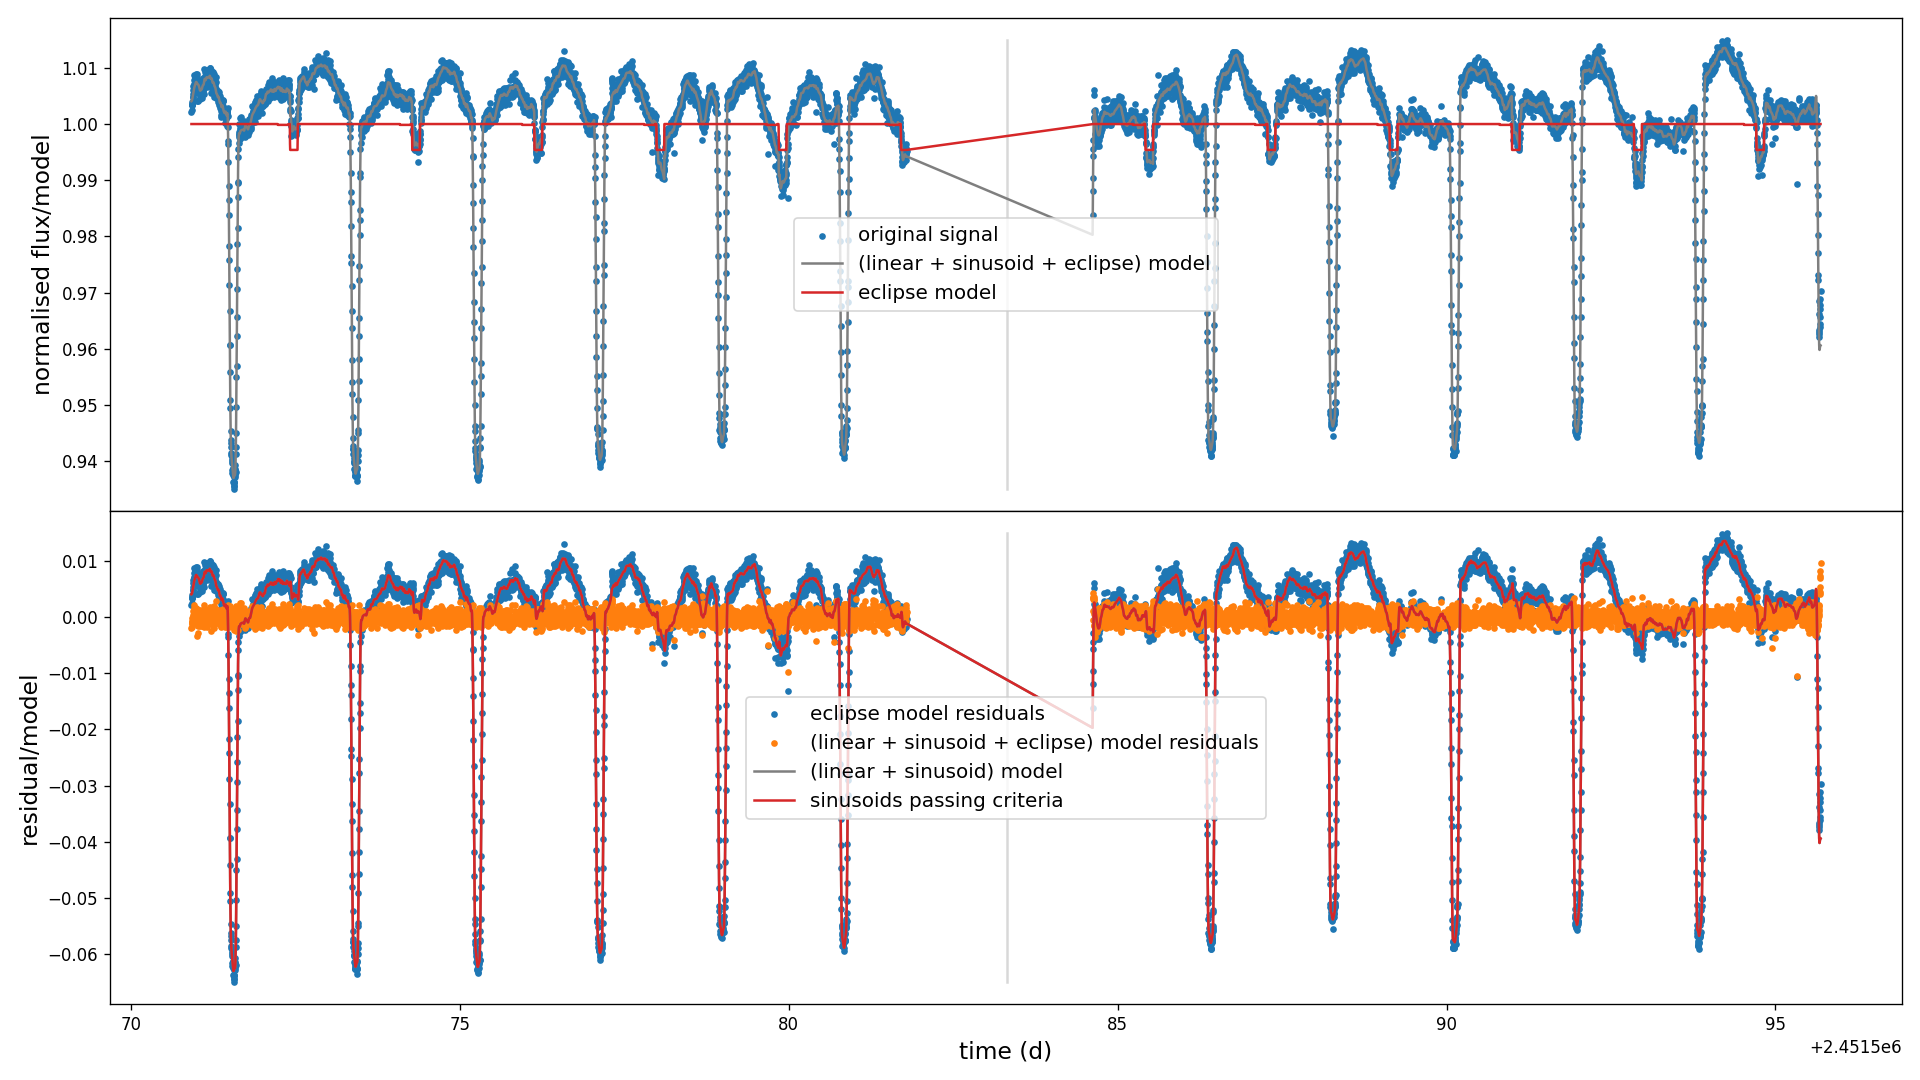 normalised flux/model
1.01
1.00
0.99
0.98
0.97
0.96
0.95
0.94
original signal
(linear + sinusoid + eclipse) model
eclipse model
residual/model
0.01
0.00
−0.01
−0.02
−0.03
−0.04
−0.05
−0.06
eclipse model residuals
(linear + sinusoid + eclipse) model residuals
(linear + sinusoid) model
sinusoids passing criteria
70 75 80 85 90 95
time (d)
+2.4515e6